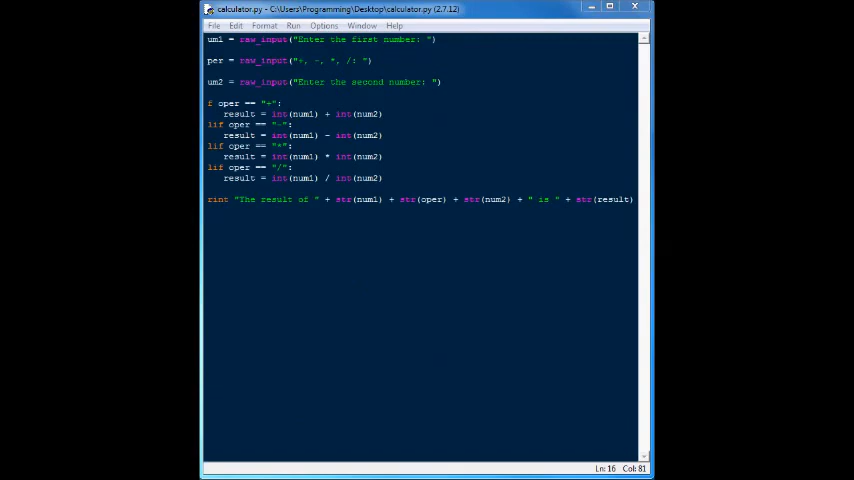 calculator.py - C:\Users\Programming\Desktop\calculator.py (2.7.12)
File Edit Format Run Options Window Help
um1 = raw_input("Enter the first number: ")
per = raw_input("+, -, *, /: ")
um2 = raw_input("Enter the second number: ")
f oper == "+":
result = int(num1) + int(num2)
lif oper == "-":
result = int(num1) - int(num2)
lif oper == "*":
result = int(num1) * int(num2)
lif oper == "/":
result = int(num1) / int(num2)
rint "The result of " + str(num1) + str(oper) + str(num2) + " is " + str(result)
Ln: 16 Col: 81